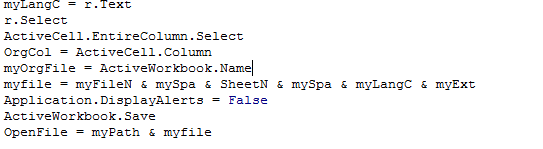 myLangC = r.Text
r.Select
ActiveCell.EntireColumn.Select
OrgCol = ActiveCell.Column
myOrgFile = ActiveWorkbook.Name
myfile = myFileN & mySpa & SheetN & mySpa & myLangC & myExt
Application.DisplayAlerts = False
ActiveWorkbook.Save
OpenFile = myPath & myfile